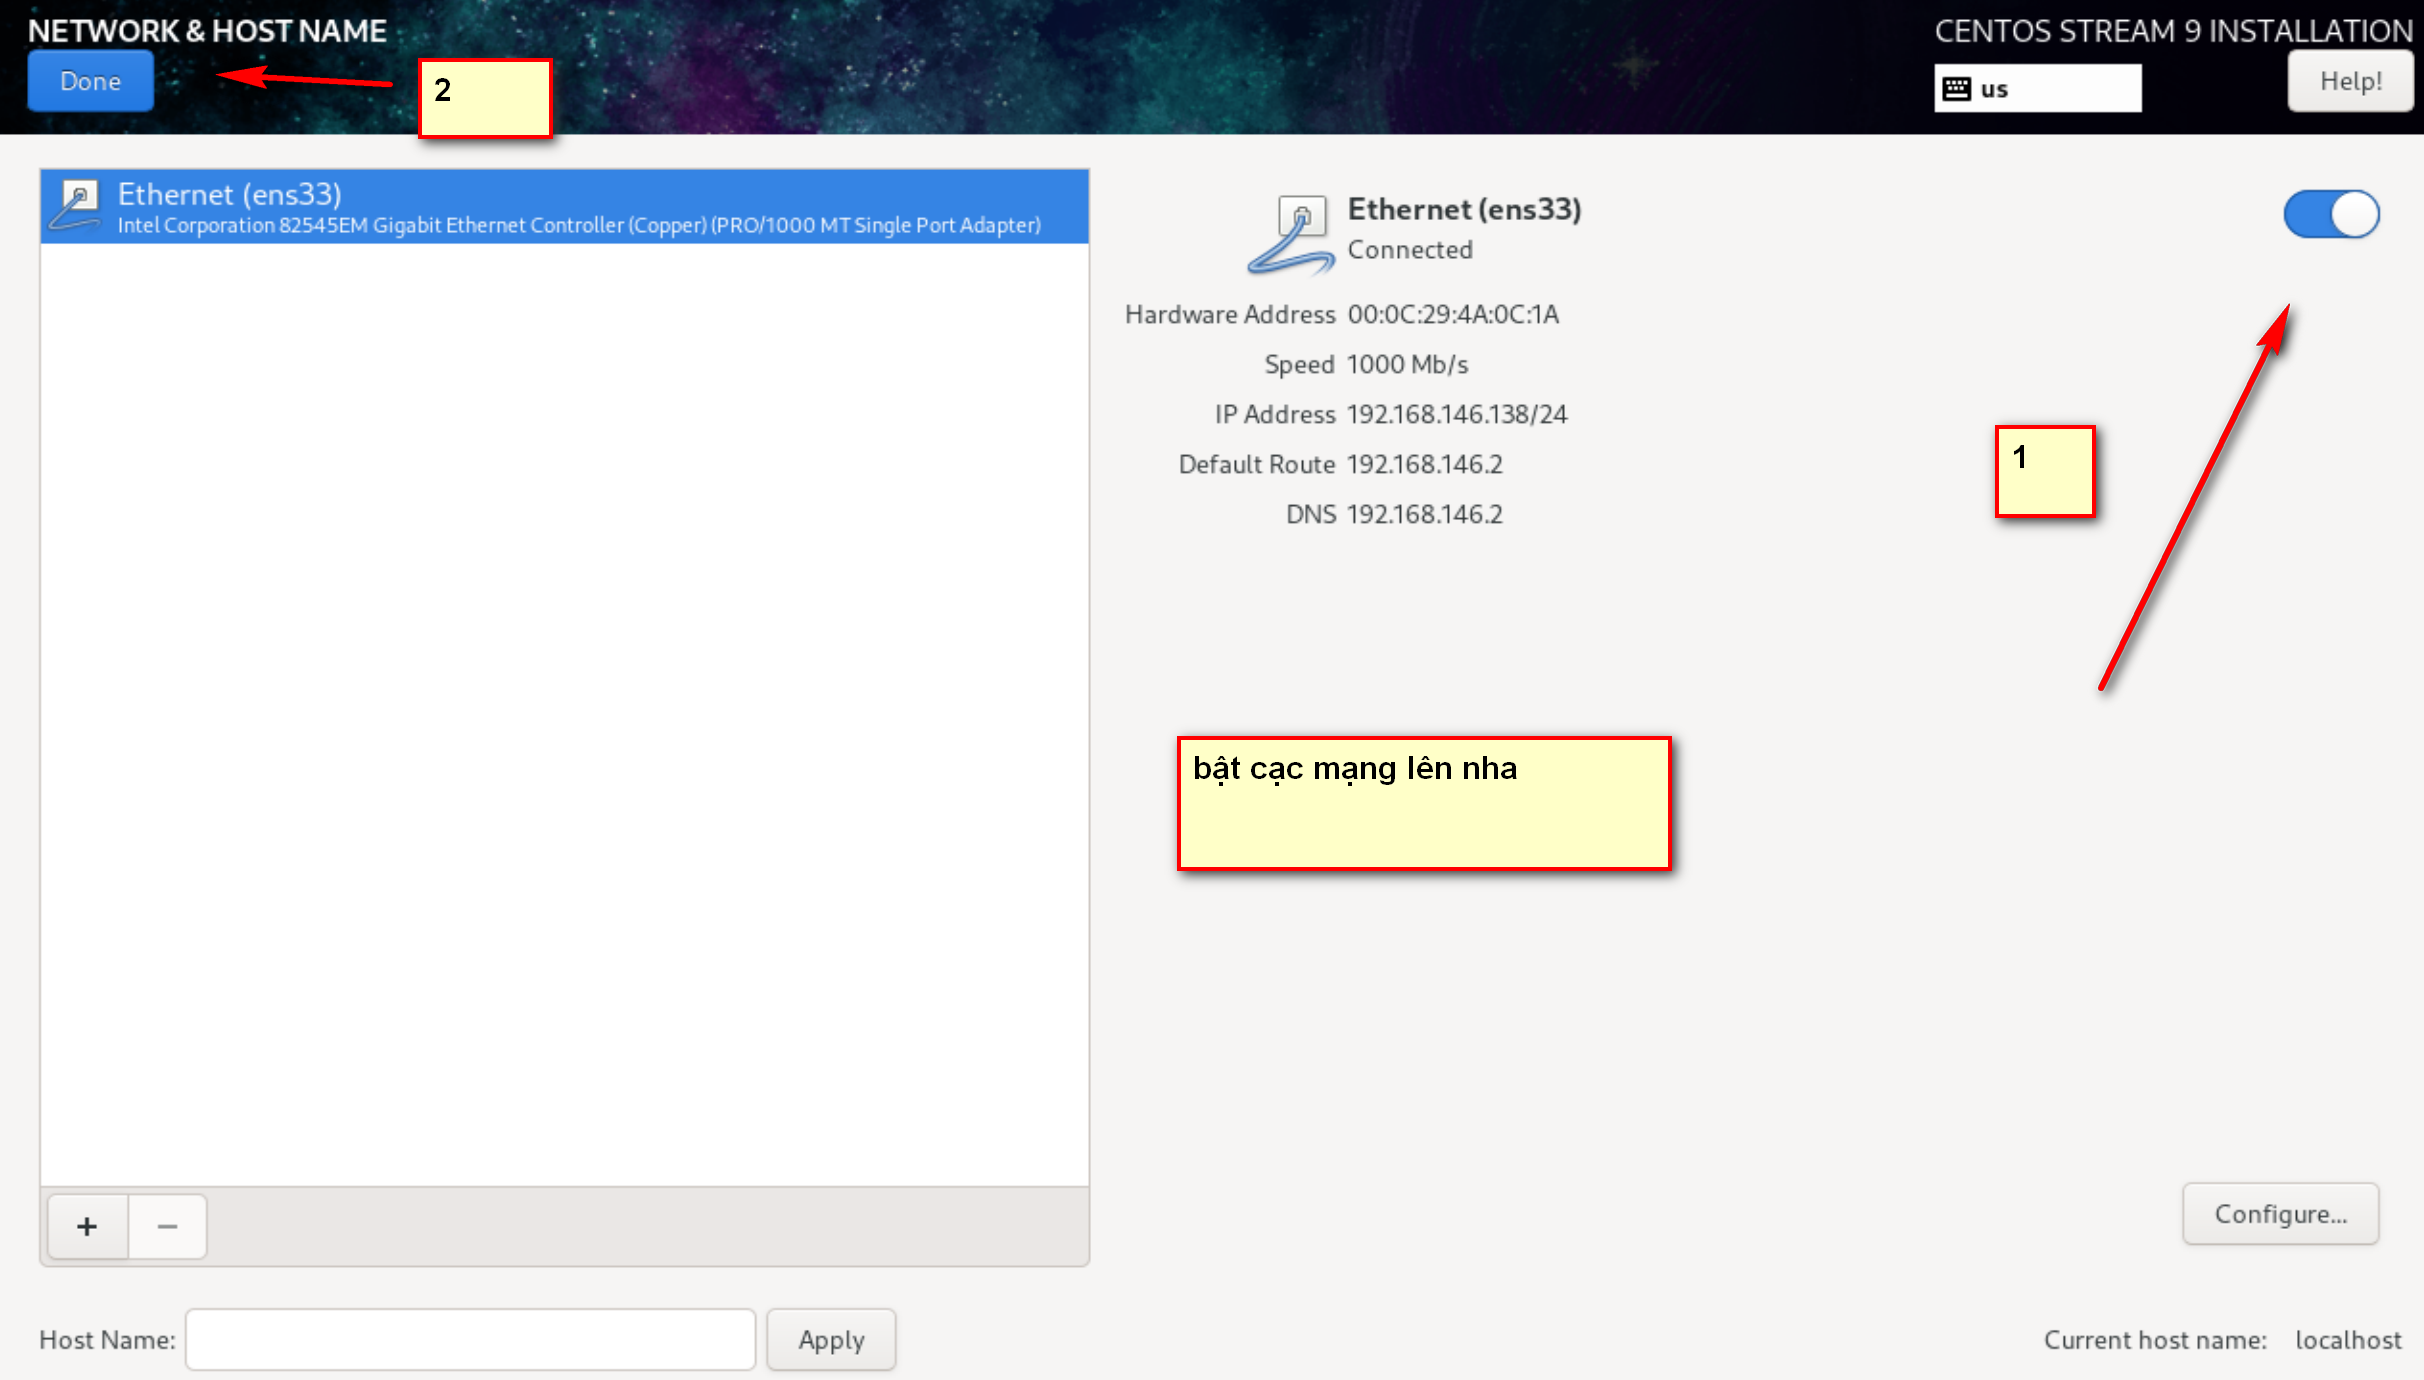 NETWORK & HOST NAME
CENTOS STREAM 9 INSTALLATION
Done
2
us
Help!
Ethernet (ens33)
Intel Corporation 82545EM Gigabit Ethernet Controller (Copper) (PRO/1000 MT Single Port Adapter)
Ethernet (ens33)
Connected
Hardware Address 00:0C:29:4A:0C:1A
Speed 1000 Mb/s
IP Address 192.168.146.138/24
Default Route 192.168.146.2
DNS 192.168.146.2
1
bật cạc mạng lên nha
+ −
Configure...
Host Name:
Apply
Current host name: localhost